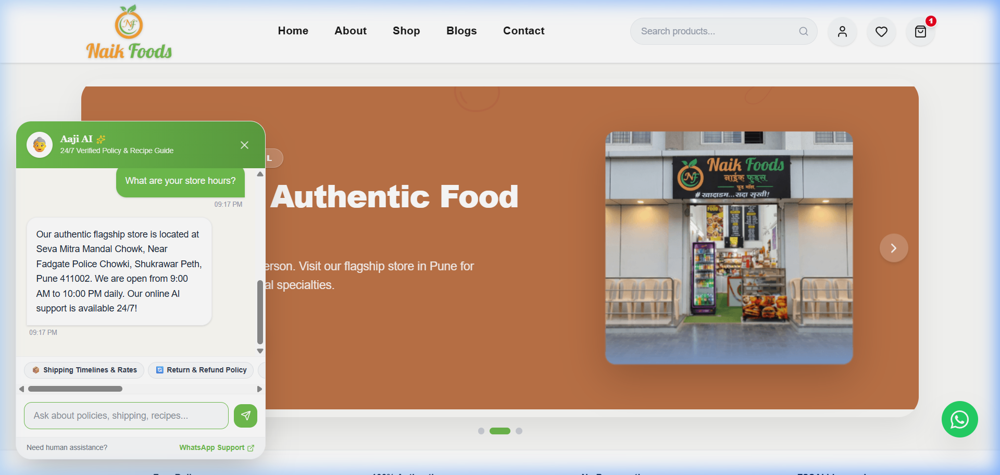 NF
Naik Foods
Home
About
Shop
Blogs
Contact
Search products...
1
Aaji AI
24/7 Verified Policy & Recipe Guide
What are your store hours?
09:17 PM
Our authentic flagship store is located at
Seva Mitra Mandal Chowk, Near
Fadgate Police Chowki, Shukrawar Peth,
Pune 411002. We are open from 9:00
AM to 10:00 PM daily. Our online AI
support is available 24/7!
09:17 PM
Shipping Timelines & Rates
Return & Refund Policy
Ask about policies, shipping, recipes...
Need human assistance?
WhatsApp Support
L
Authentic Food
erson. Visit our flagship store in Pune for
al specialties.
NF
Naik Foods
नाईक फुड्स
फुड मॉल
# खादाडम...सदा सुखी!
FOOD